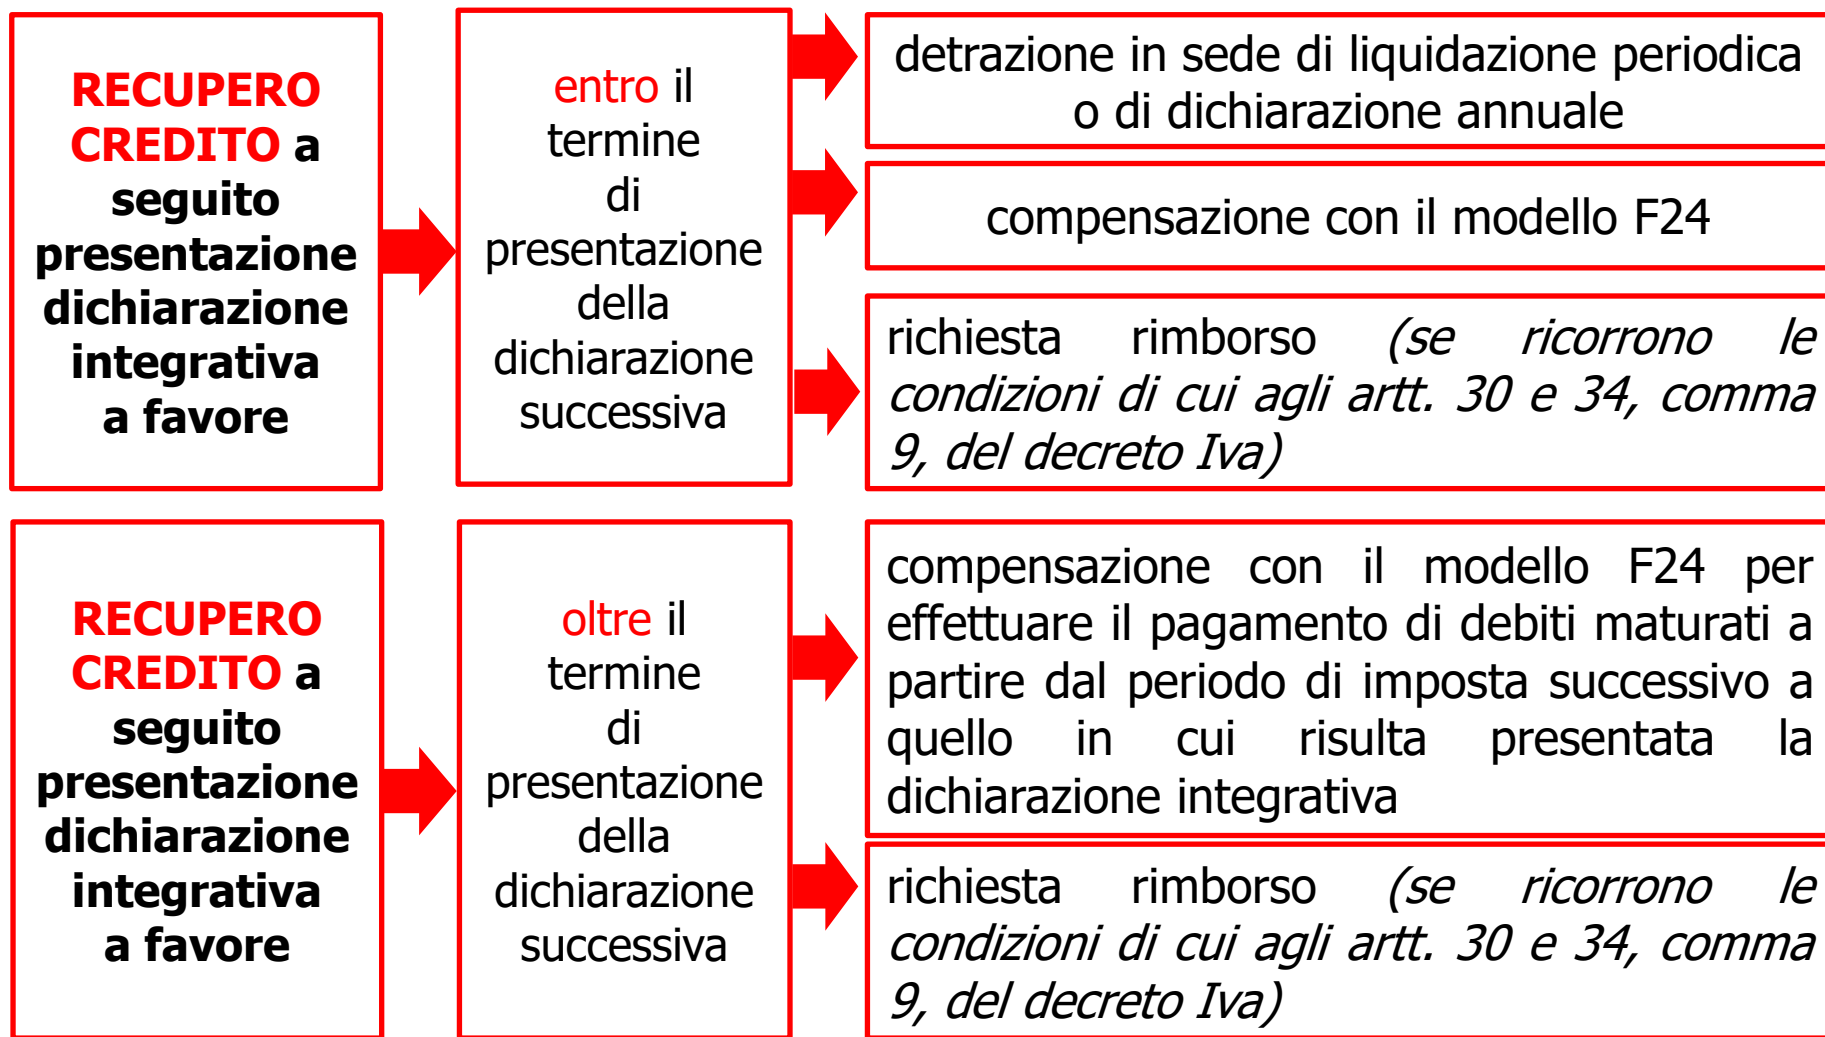 RECUPERO
CREDITO a
seguito
presentazione
dichiarazione
integrativa
a favore
entro il
termine
di
presentazione
della
dichiarazione
successiva
detrazione in sede di liquidazione periodica
o di dichiarazione annuale
compensazione con il modello F24
richiesta rimborso (se ricorrono le
condizioni di cui agli artt. 30 e 34, comma
9, del decreto Iva)
RECUPERO
CREDITO a
seguito
presentazione
dichiarazione
integrativa
a favore
oltre il
termine
di
presentazione
della
dichiarazione
successiva
compensazione con il modello F24 per
effettuare il pagamento di debiti maturati a
partire dal periodo di imposta successivo a
quello in cui risulta presentata la
dichiarazione integrativa
richiesta rimborso (se ricorrono le
condizioni di cui agli artt. 30 e 34, comma
9, del decreto Iva)